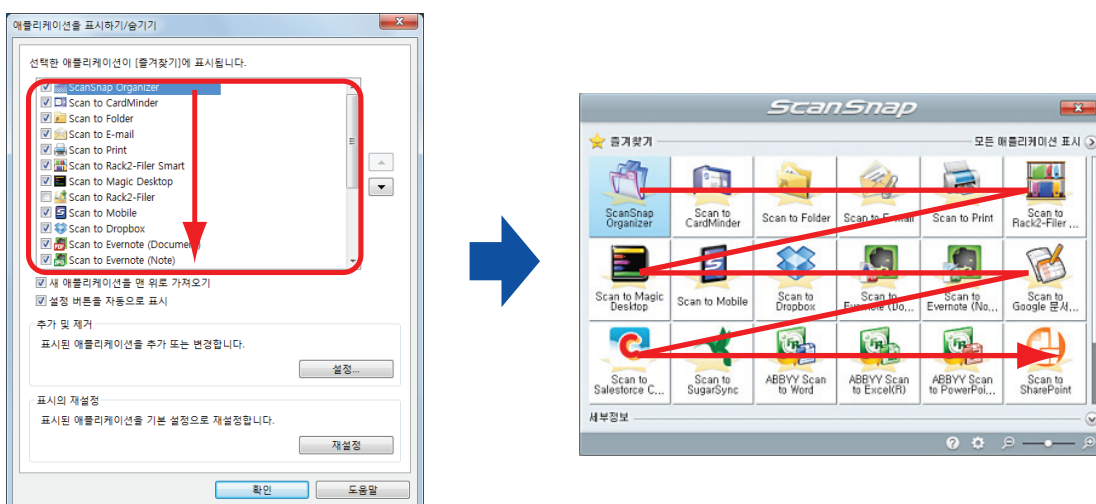 애플리케이션을 표시하기/숨기기
선택한 애플리케이션이 [즐겨찾기]에 표시됩니다.
ScanSnap Organizer
Scan to CardMinder
Scan to Folder
Scan to E-mail
Scan to Print
Scan to Rack2-Filer Smart
Scan to Magic Desktop
Scan to Rack2-Filer
Scan to Mobile
Scan to Dropbox
Scan to Evernote (Document)
Scan to Evernote (Note)
새 애플리케이션을 맨 위로 가져오기
설정 버튼을 자동으로 표시
추가 및 제거
표시된 애플리케이션을 추가 또는 변경합니다.
설정...
표시의 재설정
표시된 애플리케이션을 기본 설정으로 재설정합니다.
재설정
확인
도움말
ScanSnap
즐겨찾기
모든 애플리케이션 표시
ScanSnap
Organizer
Scan to
CardMinder
Scan to Folder
Scan to E-mail
Scan to Print
Scan to
Rack2-Filer ...
Scan to Magic
Desktop
Scan to Mobile
Scan to
Dropbox
Scan to
Evernote (Do...
Scan to
Evernote (No...
Scan to
Google 문서...
Scan to
Salesforce C...
Scan to
SugarSync
ABBYY Scan
to Word
ABBYY Scan
to Excel(R)
ABBYY Scan
to PowerPoi...
Scan to
SharePoint
세부정보